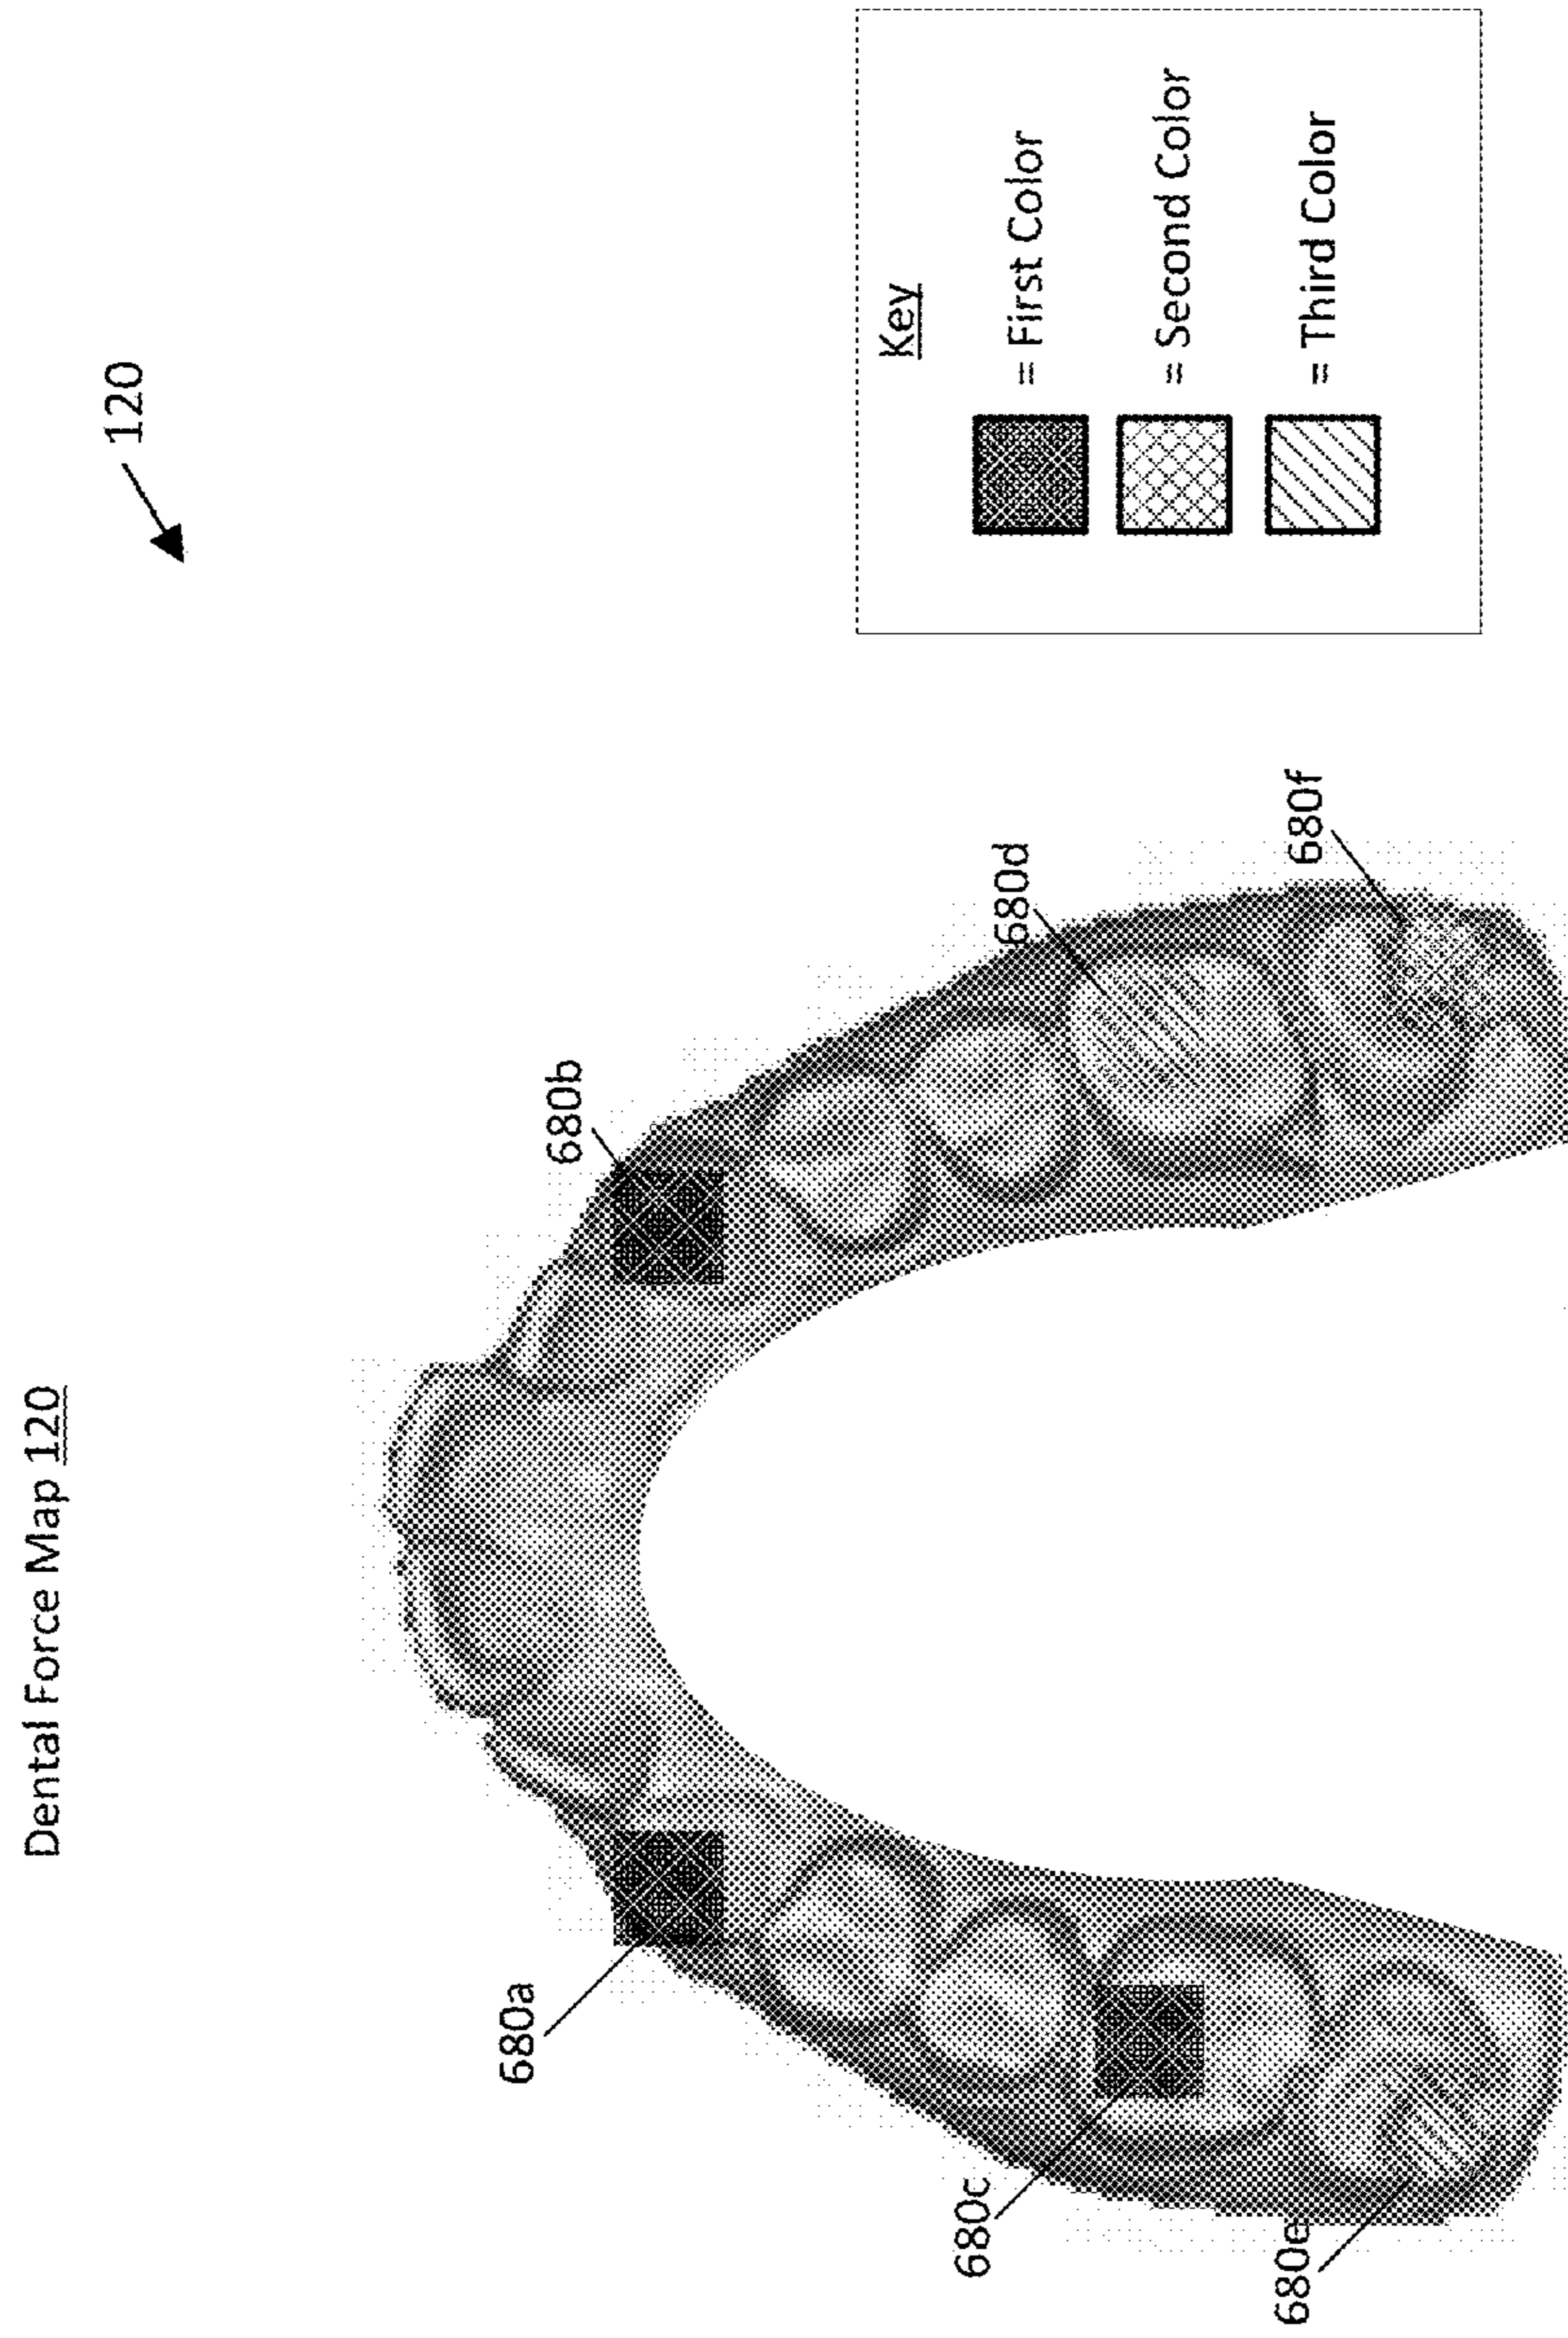 Dental Force Map 120
120
680a
680b
680c
680d
680e
680f
Key
= First Color
= Second Color
= Third Color